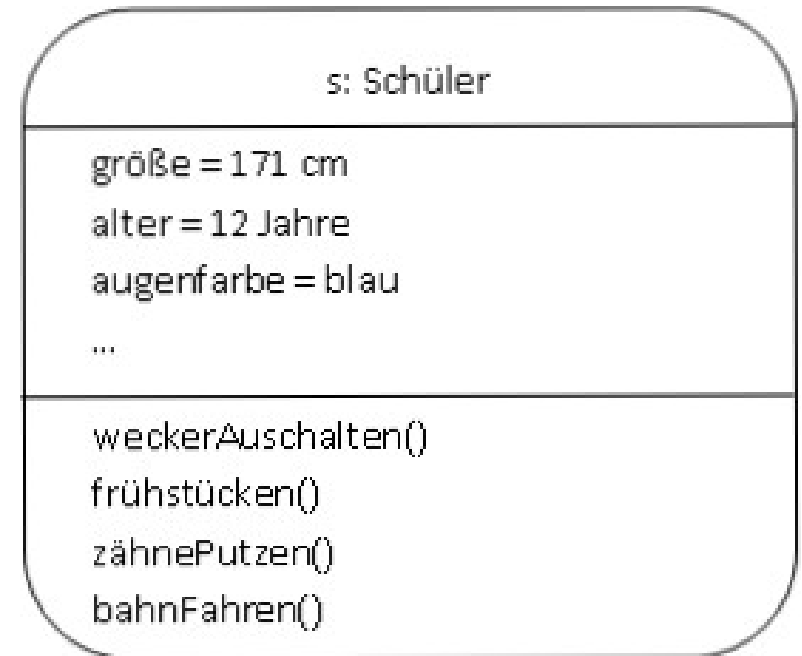 s: Schüler
größe = 171 cm
alter = 12 Jahre
augenfarbe = blau
...
weckerAuschalten()
frühstücken()
zähnePutzen()
bahnFahren()